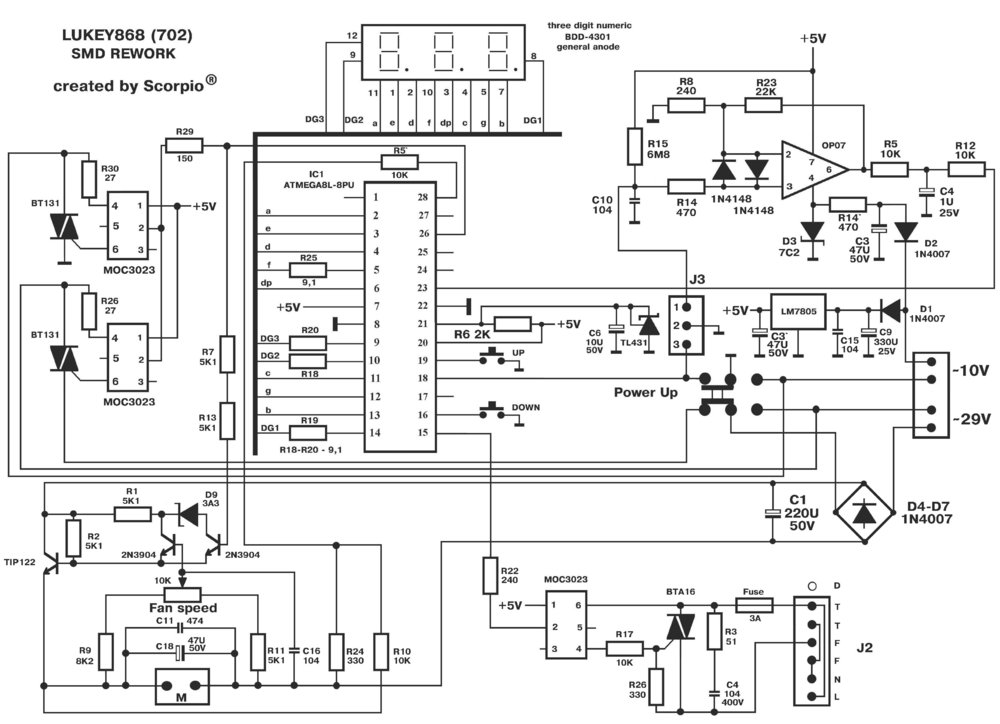 LUKEY868 (702)
SMD REWORK
created by Scorpio®
three digit numeric
BDD-4301
general anode
12
9
8
11 1 2 10 3 4 5 7
DG3 DG2 a e d f dp c g b DG1
R29
150
R30
27
BT131
4 1
5 2
6 3
+5V
MOC3023
R26
27
BT131
4 1
5 2
6 3
MOC3023
R7
5K1
R13
5K1
IC1
ATMEGA8L-8PU
R5'
10K
a
e
d
f
dp
+5V
DG3
DG2
c
g
b
DG1
R25
9,1
R20
R18
R19
R18-R20 - 9,1
1 28
2 27
3 26
4 25
5 24
6 23
7 22
8 21
9 20
10 19
11 18
12 17
13 16
14 15
R6 2K
+5V
UP
DOWN
C6
10U
50V
TL431
J3
1
2
3
Power Up
+5V
R8
240
R23
22K
R15
6M8
OP07
2
3
7
4
6
R5
10K
R12
10K
C10
104
R14
470
1N4148
1N4148
C4
1U
25V
R14'
470
D3
7C2
C3
47U
50V
D2
1N4007
+5V
LM7805
D1
1N4007
C3'
47U
50V
C15
104
C9
330U
25V
~10V
~29V
C1
220U
50V
D4-D7
1N4007
R1
5K1
D9
3A3
R2
5K1
2N3904
2N3904
TIP122
10K
Fan speed
C11 474
C18
47U
50V
R9
8K2
R11
5K1
C16
104
R24
330
R10
10K
M
R22
240
MOC3023
+5V
1 6
2 5
3 4
R17
10K
BTA16
R26
330
R3
51
C4
104
400V
Fuse
3A
D
T
T
F
F
N
L
J2